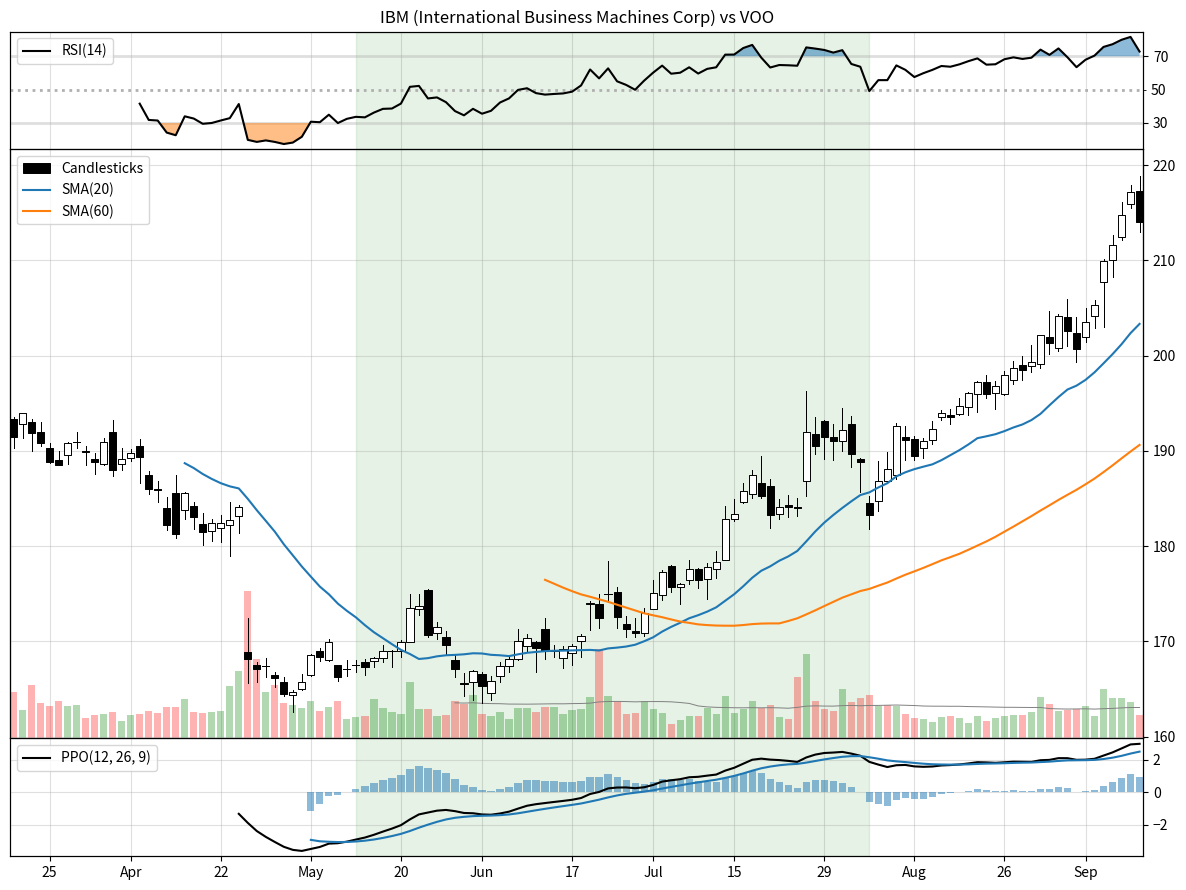 IBM (International Business Machines Corp) vs VOO
RSI(14)
70
50
30
Candlesticks
SMA(20)
SMA(60)
220
210
200
190
180
170
160
PPO(12, 26, 9)
2
0
−2
25 Apr 22 May 20 Jun 17 Jul 15 29 Aug 26 Sep